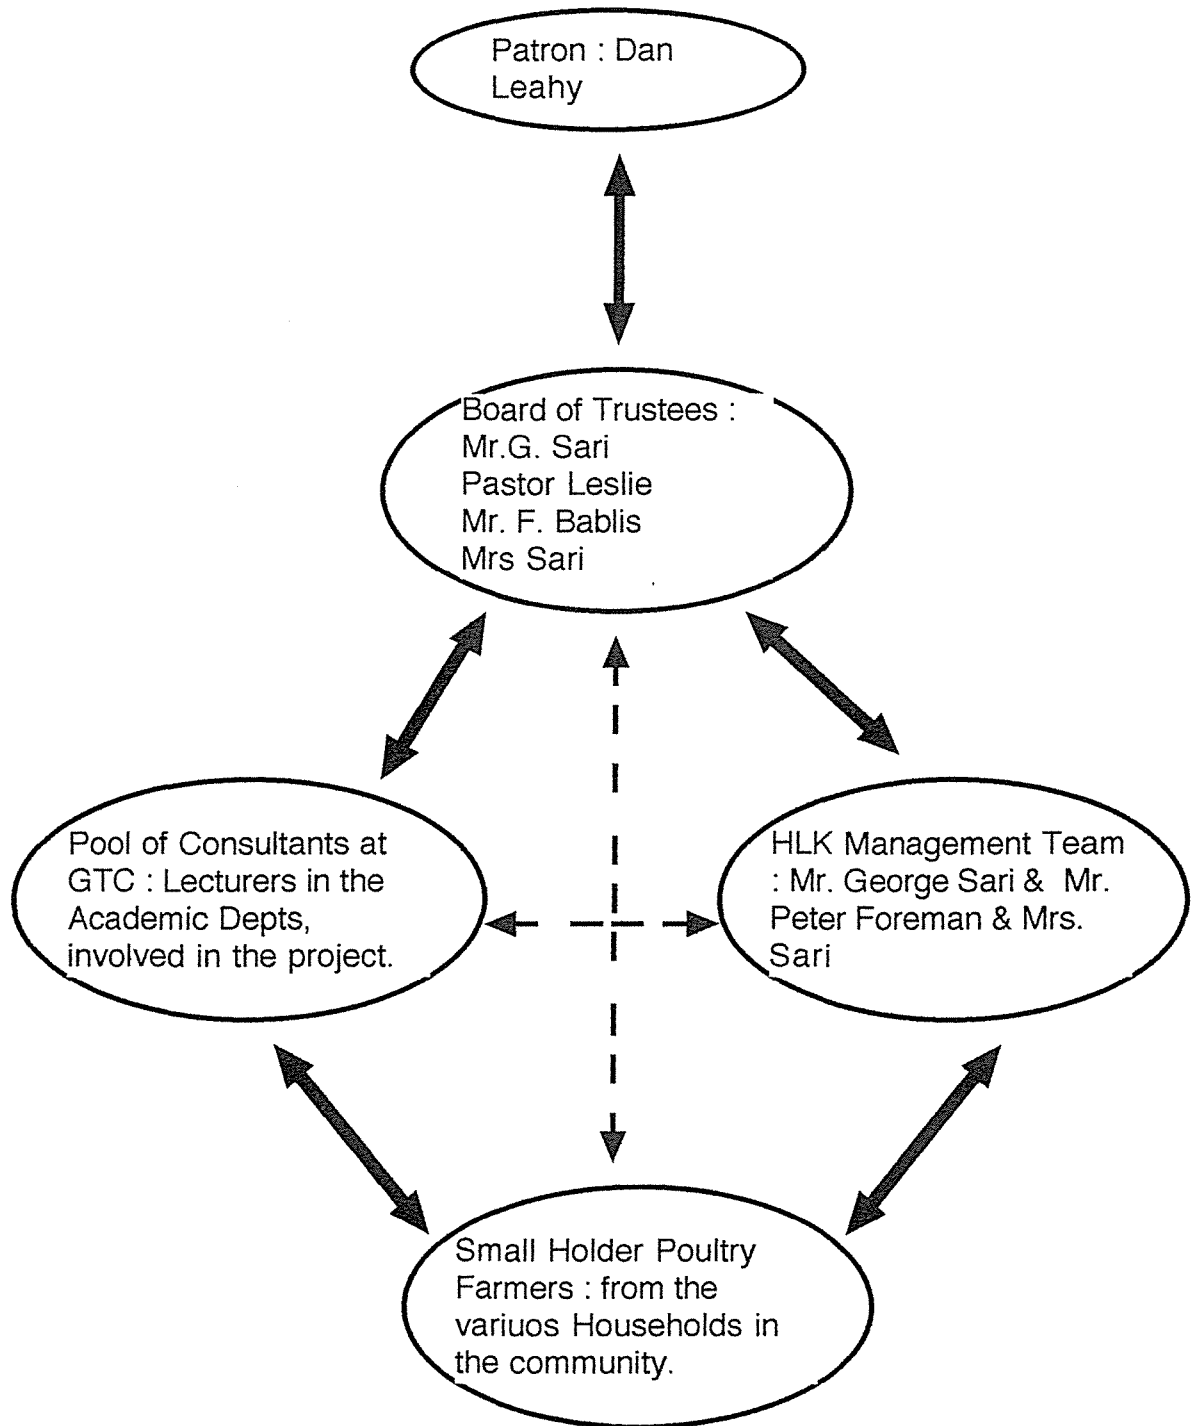 Patron : Dan
Leahy
Board of Trustees :
Mr.G. Sari
Pastor Leslie
Mr. F. Bablis
Mrs Sari
Pool of Consultants at
GTC : Lecturers in the
Academic Depts,
involved in the project.
HLK Management Team
: Mr. George Sari & Mr.
Peter Foreman & Mrs.
Sari
Small Holder Poultry
Farmers : from the
variuos Households in
the community.